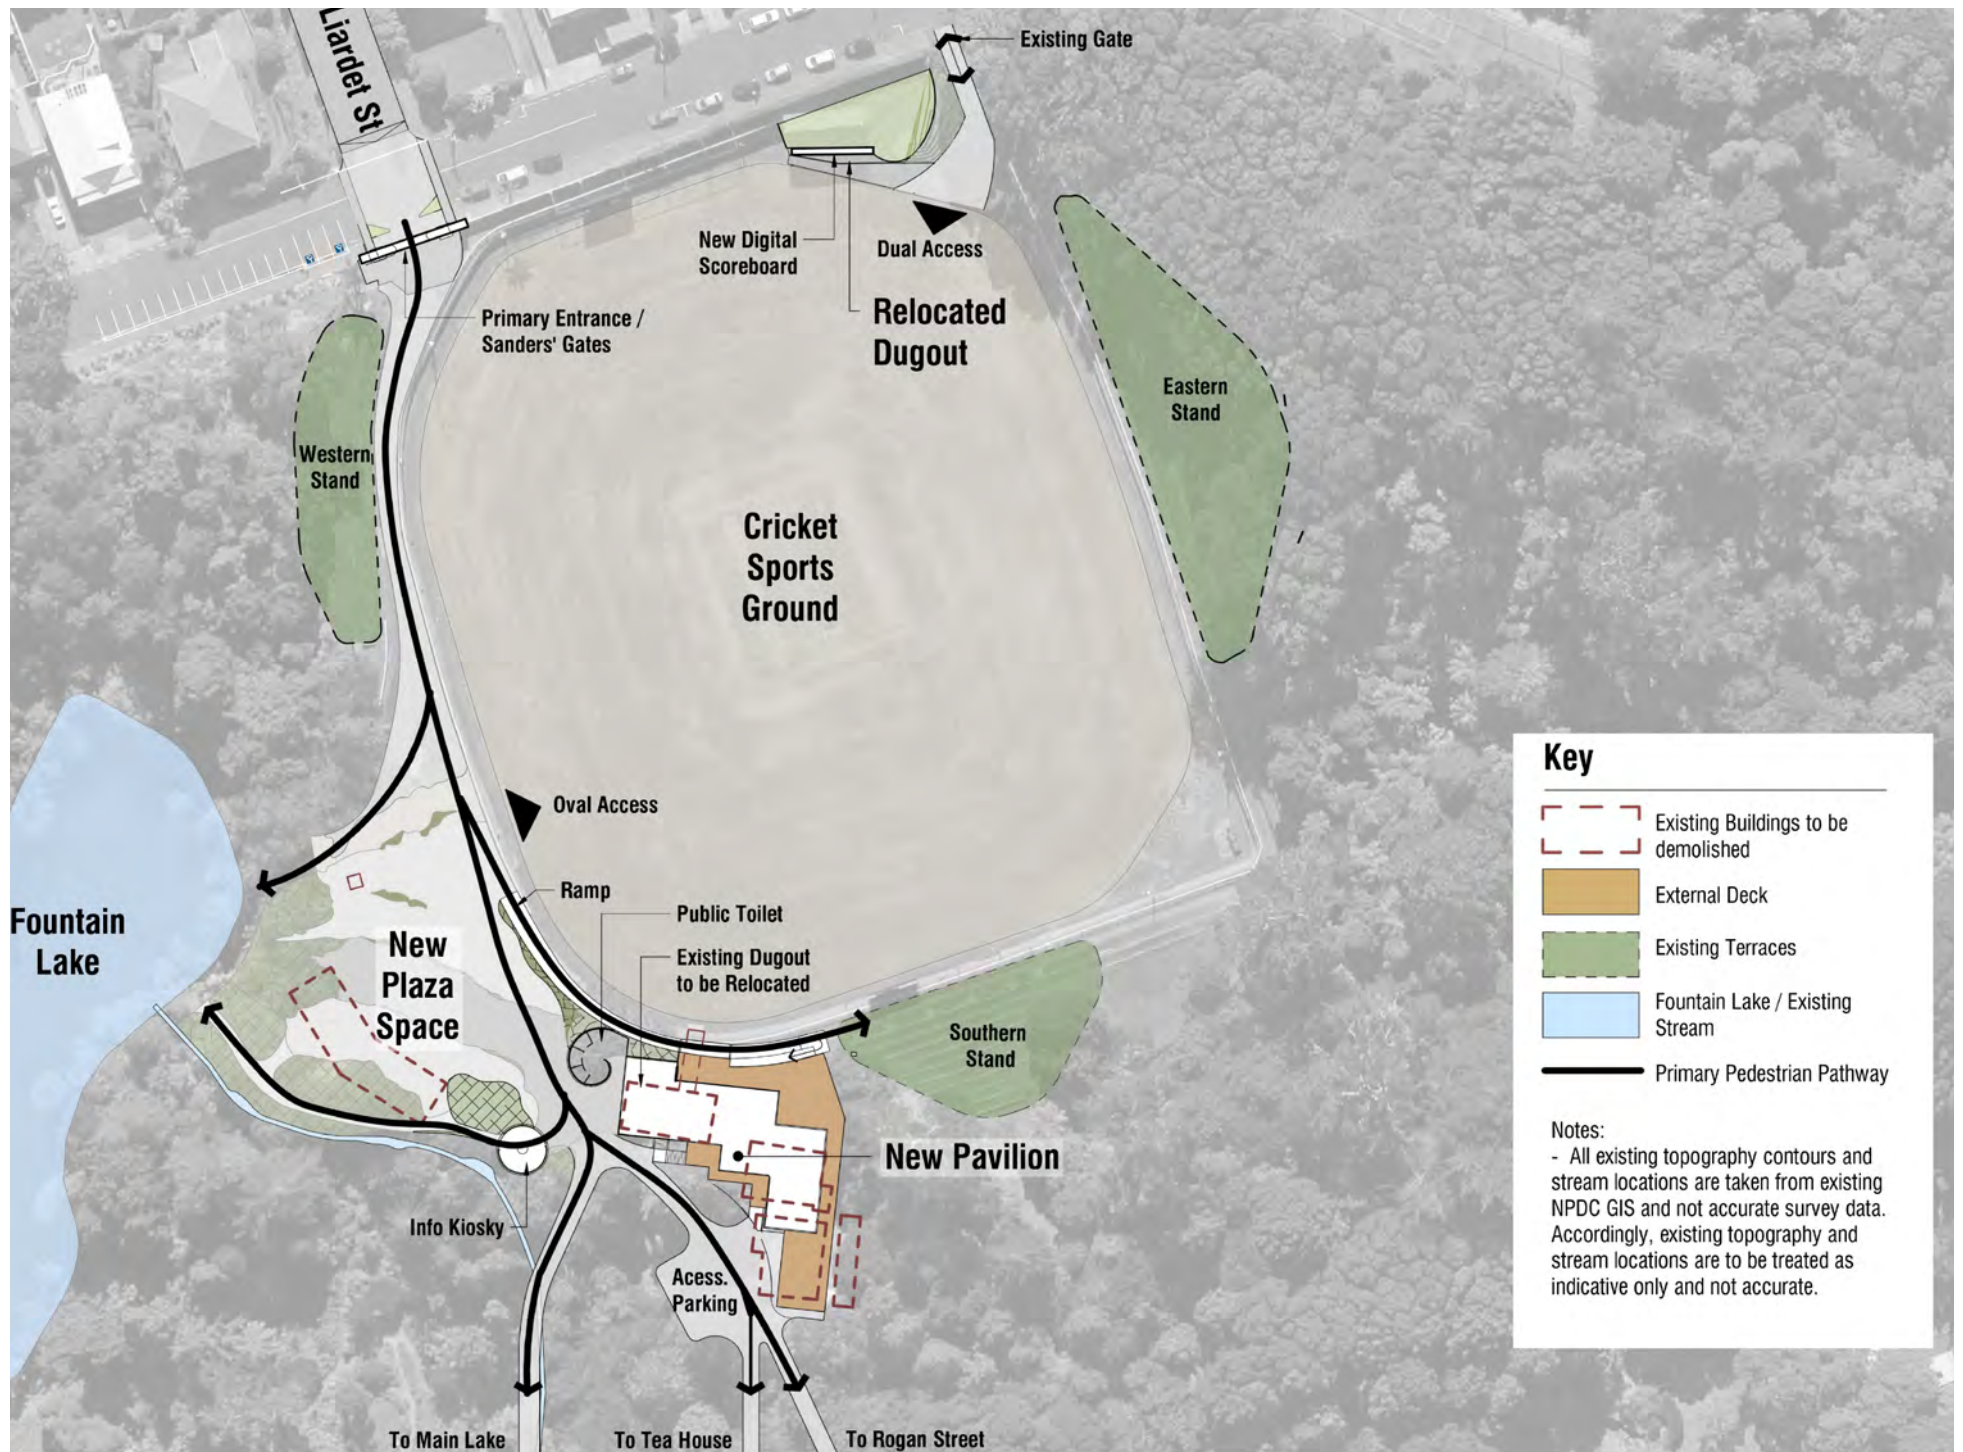 Liardet St
Existing Gate
New Digital
Scoreboard
Dual Access
Relocated
Dugout
Primary Entrance /
Sanders' Gates
Western
Stand
Eastern
Stand
Cricket
Sports
Ground
Oval Access
Ramp
Public Toilet
Existing Dugout
to be Relocated
Fountain
Lake
New
Plaza
Space
Southern
Stand
New Pavilion
Info Kiosky
Acess.
Parking
To Main Lake
To Tea House
To Rogan Street
Key
Existing Buildings to be
demolished
External Deck
Existing Terraces
Fountain Lake / Existing
Stream
Primary Pedestrian Pathway
Notes:
- All existing topography contours and
stream locations are taken from existing
NPDC GIS and not accurate survey data.
Accordingly, existing topography and
stream locations are to be treated as
indicative only and not accurate.